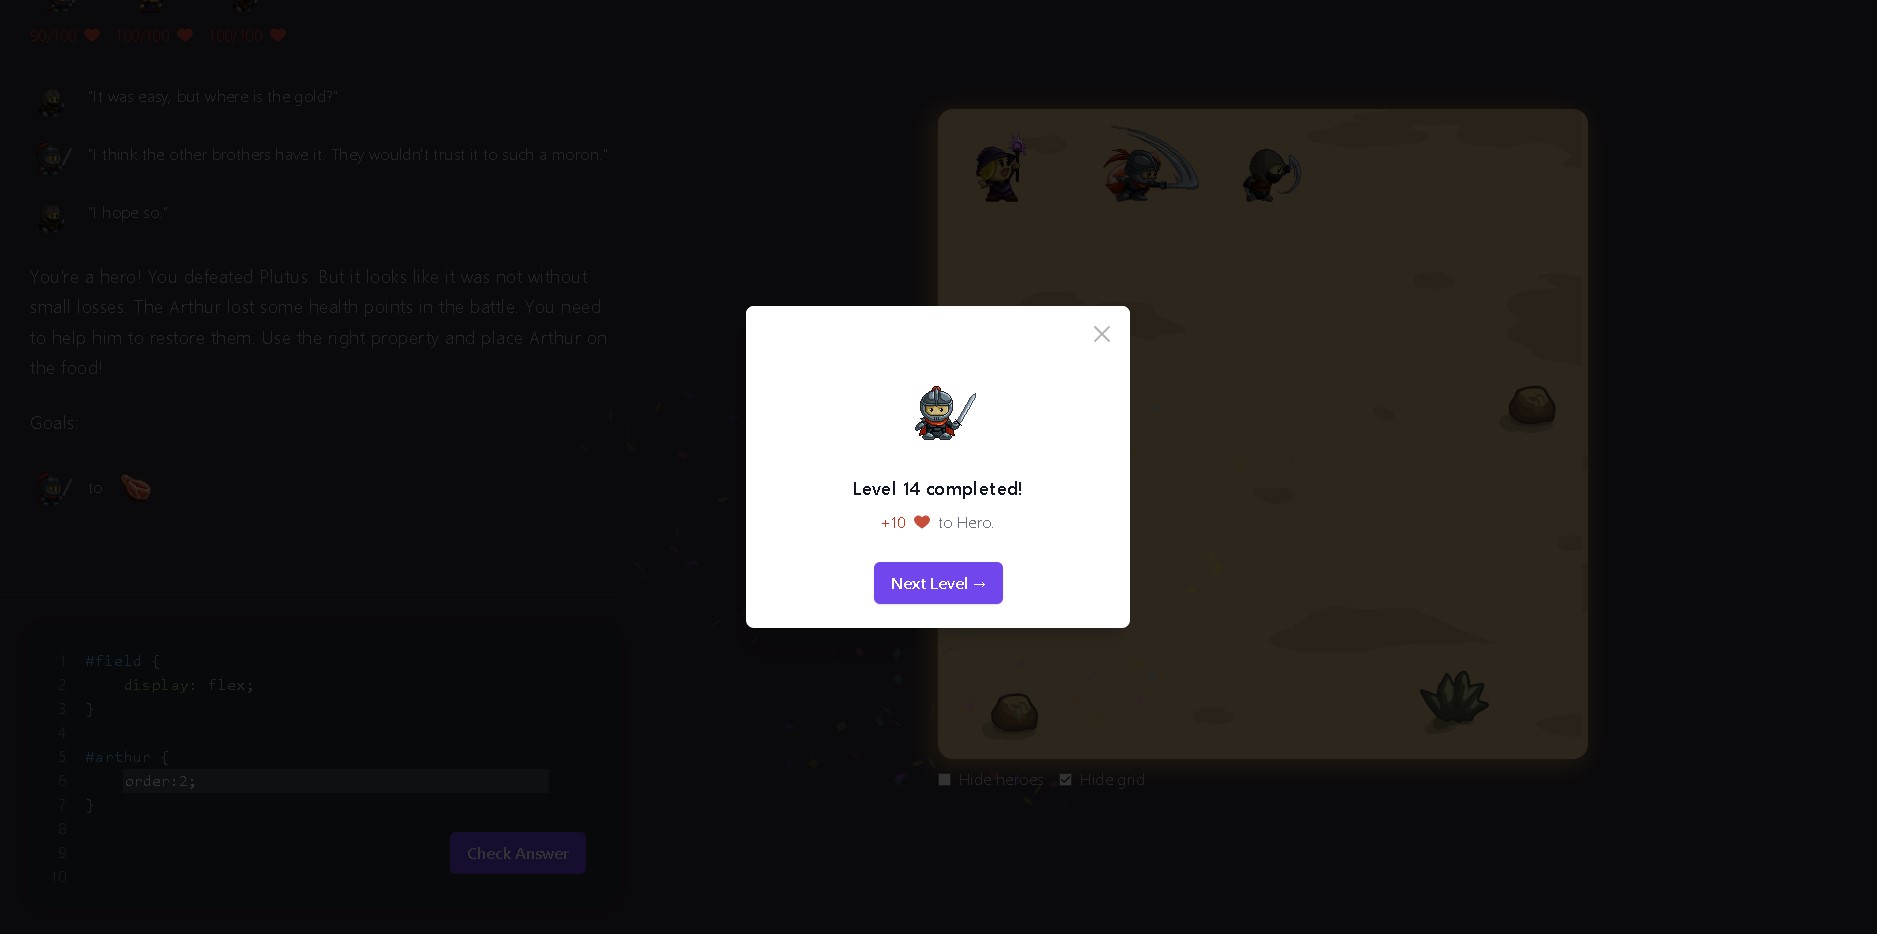 90/100 100/100 100/100
"It was easy, but where is the gold?"
"I think the other brothers have it. They wouldn't trust it to such a moron."
"I hope so."
You're a hero! You defeated Plutus. But it looks like it was not without
small losses. The Arthur lost some health points in the battle. You need
to help him to restore them. Use the right property and place Arthur on
the food!
Goals:
to
1 #field {
2 display: flex;
3 }
4
5 #arthur {
6 order:2;
7 }
8
9
10
Check Answer
Level 14 completed!
+10 to Hero.
Next Level →
Hide heroes Hide grid